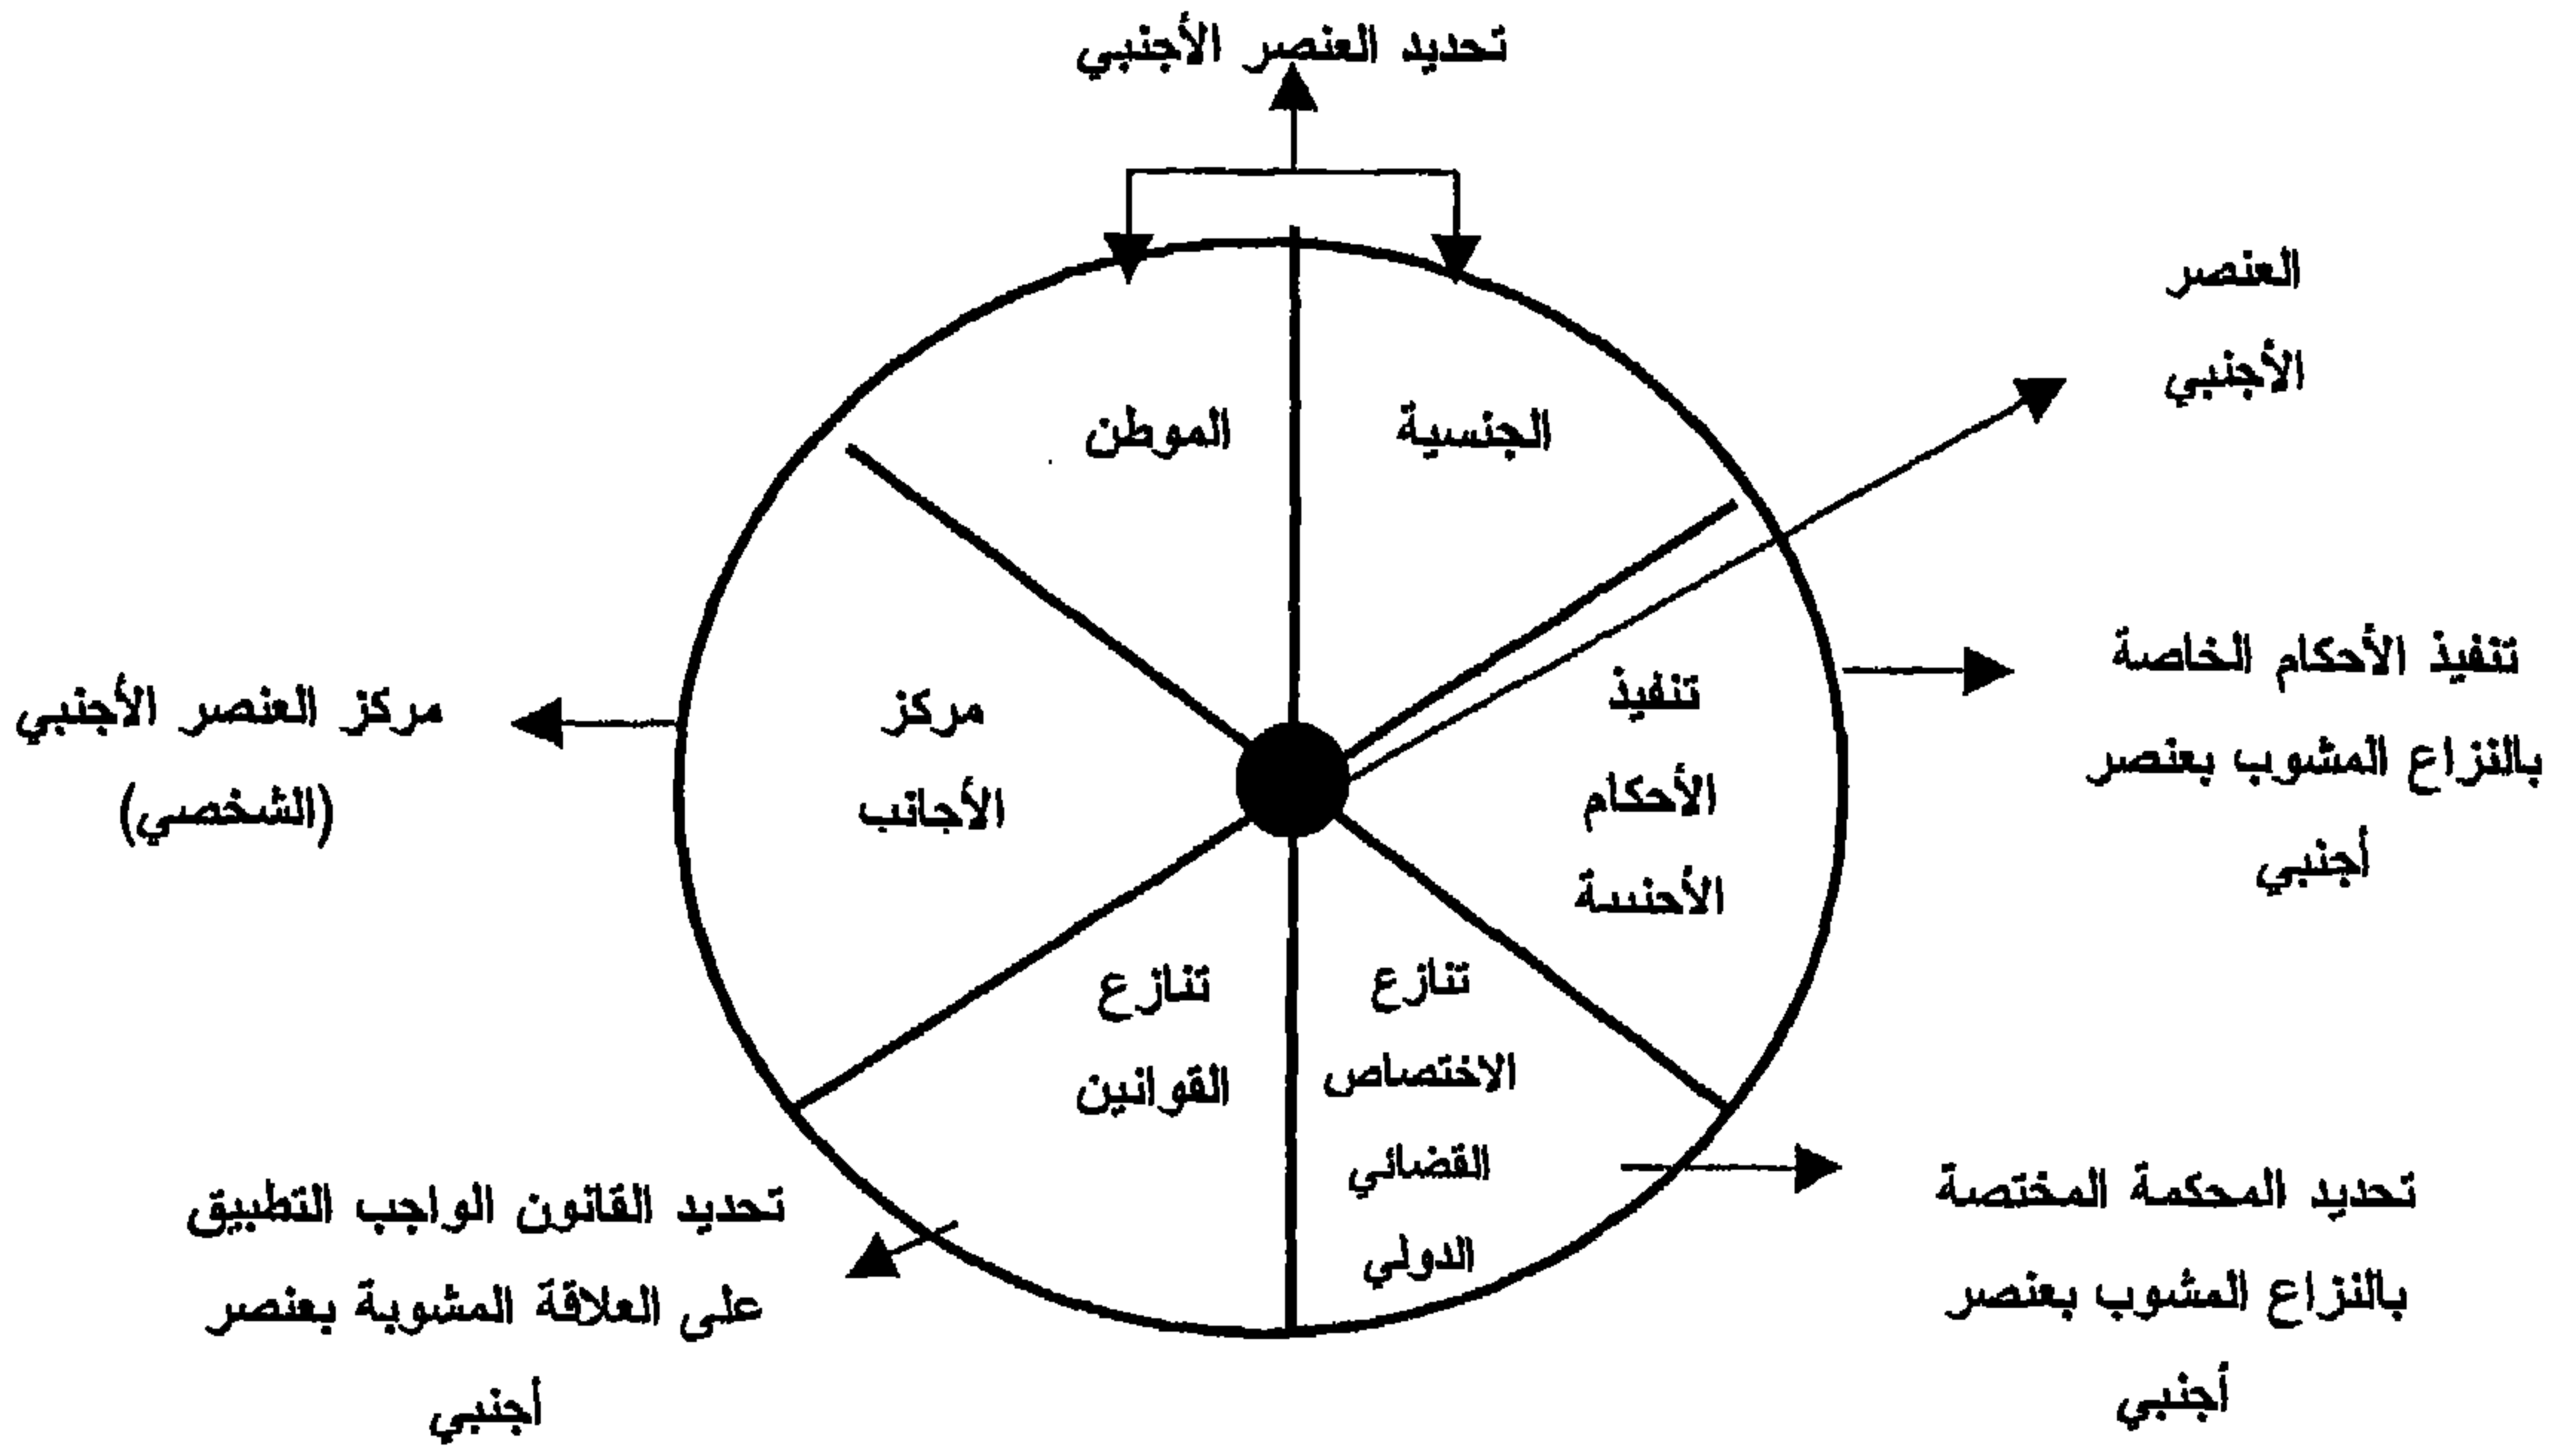 تحديد العنصر الأجنبي
العنصر
الأجنبي
الجنسية
الموطن
تنفيذ
الأحكام
الأجنبية
تنفيذ الأحكام الخاصة
بالنزاع المشوب بعنصر
أجنبي
مركز
الأجانب
مركز العنصر الأجنبي
(الشخصي)
تنازع
الاختصاص
القضائي
الدولي
تنازع
القوانين
تحديد المحكمة المختصة
بالنزاع المشوب بعنصر
أجنبي
تحديد القانون الواجب التطبيق
على العلاقة المشوبة بعنصر
أجنبي